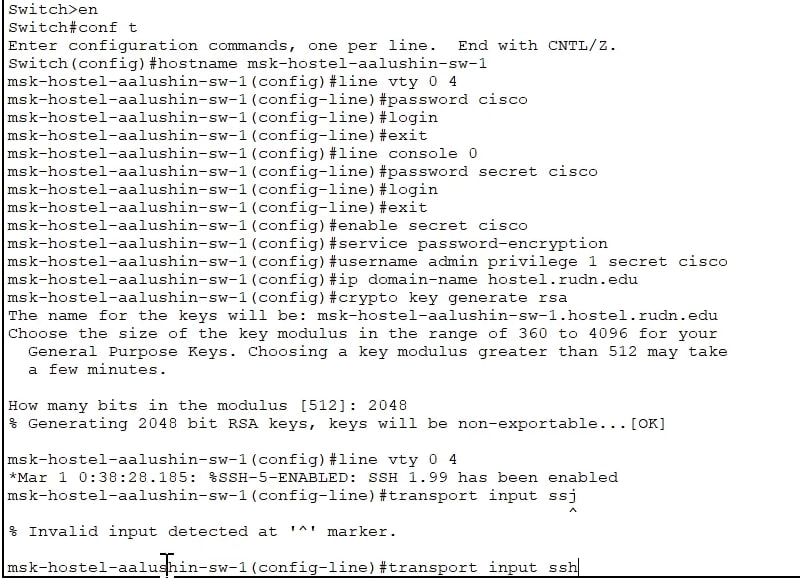 Switch>en
Switch#conf t
Enter configuration commands, one per line.  End with CNTL/Z.
Switch(config)#hostname msk-hostel-aalushin-sw-1
msk-hostel-aalushin-sw-1(config)#line vty 0 4
msk-hostel-aalushin-sw-1(config-line)#password cisco
msk-hostel-aalushin-sw-1(config-line)#login
msk-hostel-aalushin-sw-1(config-line)#exit
msk-hostel-aalushin-sw-1(config)#line console 0
msk-hostel-aalushin-sw-1(config-line)#password secret cisco
msk-hostel-aalushin-sw-1(config-line)#login
msk-hostel-aalushin-sw-1(config-line)#exit
msk-hostel-aalushin-sw-1(config)#enable secret cisco
msk-hostel-aalushin-sw-1(config)#service password-encryption
msk-hostel-aalushin-sw-1(config)#username admin privilege 1 secret cisco
msk-hostel-aalushin-sw-1(config)#ip domain-name hostel.rudn.edu
msk-hostel-aalushin-sw-1(config)#crypto key generate rsa
The name for the keys will be: msk-hostel-aalushin-sw-1.hostel.rudn.edu
Choose the size of the key modulus in the range of 360 to 4096 for your
  General Purpose Keys. Choosing a key modulus greater than 512 may take
  a few minutes.

How many bits in the modulus [512]: 2048
% Generating 2048 bit RSA keys, keys will be non-exportable...[OK]

msk-hostel-aalushin-sw-1(config)#line vty 0 4
*Mar 1 0:38:28.185: %SSH-5-ENABLED: SSH 1.99 has been enabled
msk-hostel-aalushin-sw-1(config-line)#transport input ssj
                                                        ^
% Invalid input detected at '^' marker.

msk-hostel-aalushin-sw-1(config-line)#transport input ssh